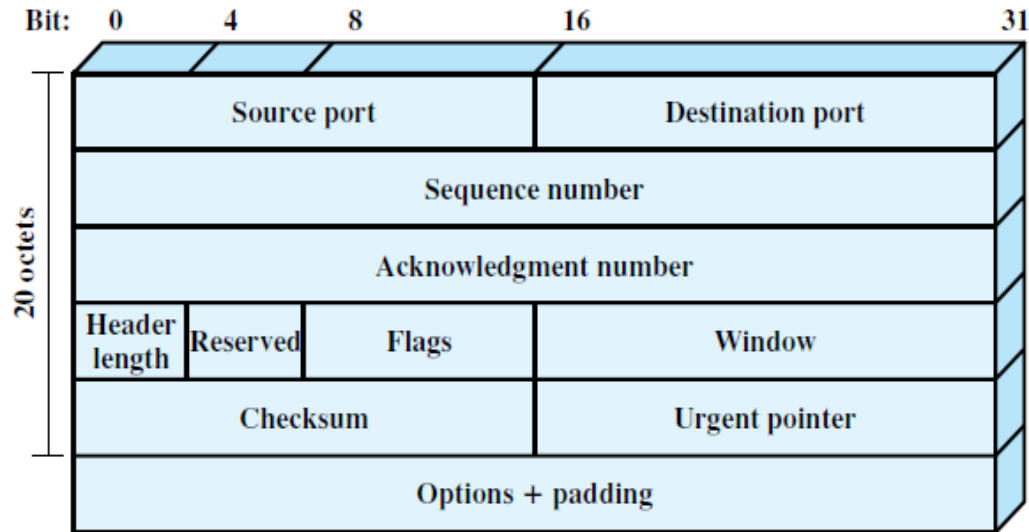 Bit: 0 4 8 16 31
Source port Destination port
Sequence number
Acknowledgment number
Header length Reserved Flags Window
Checksum Urgent pointer
Options + padding
20 octets